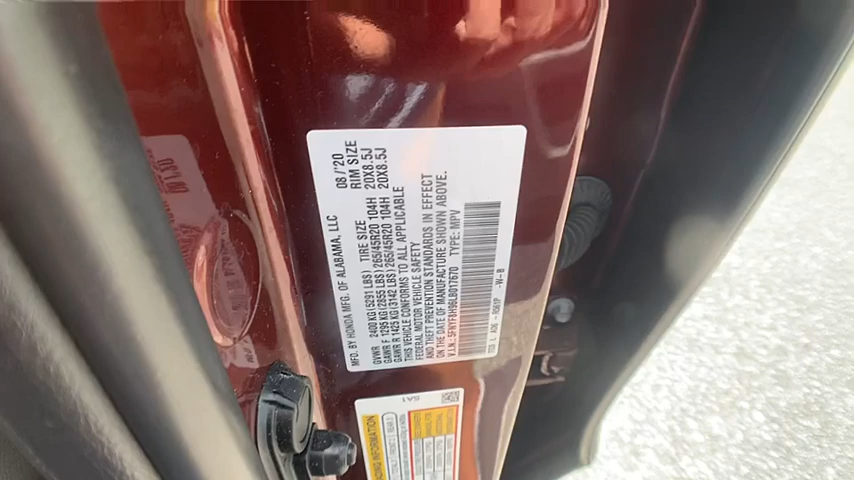 MFD. BY HONDA MFG. OF ALABAMA, LLC 08/'20
TIRE SIZE RIM SIZE
GVWR 2400 KG (5291 LBS)
GAWR F 1295 KG (2855 LBS) 265/45R20 104H 20X8.5J
GAWR R 1425 KG (3142 LBS) 265/45R20 104H 20X8.5J
THIS VEHICLE CONFORMS TO ALL APPLICABLE
FEDERAL MOTOR VEHICLE SAFETY
AND THEFT PREVENTION STANDARDS IN EFFECT
ON THE DATE OF MANUFACTURE SHOWN ABOVE.
V.I.N.: 5FNYF8H96LB017670 TYPE: MPV
-W-B
SA1
INFORMATION